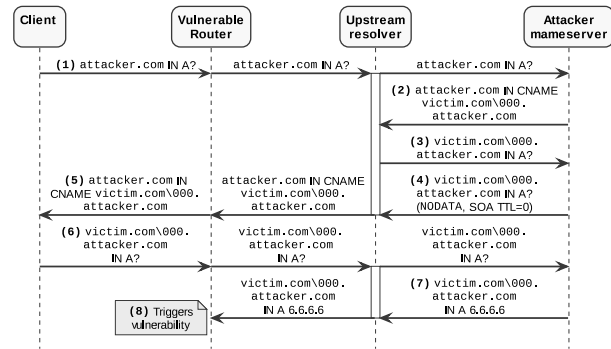 Client
Vulnerable
Router
Upstream
resolver
Attacker
mameserver
(1) attacker.com IN A?
attacker.com IN A?
attacker.com IN A?
(2) attacker.com IN CNAME
victim.com\000.
attacker.com
(3) victim.com\000.
attacker.com IN A?
(5) attacker.com IN
CNAME victim.com\000.
attacker.com
attacker.com IN CNAME
victim.com\000.
attacker.com
(4) victim.com\000.
attacker.com IN A?
(NODATA, SOA TTL=0)
(6) victim.com\000.
attacker.com
IN A?
victim.com\000.
attacker.com
IN A?
victim.com\000.
attacker.com
IN A?
(8) Triggers
vulnerability
victim.com\000.
attacker.com
IN A 6.6.6.6
(7) victim.com\000.
attacker.com
IN A 6.6.6.6